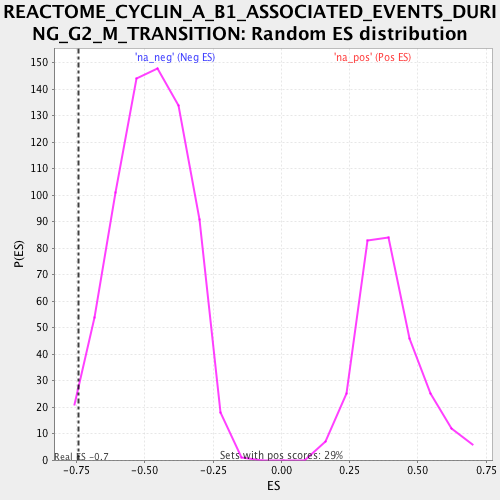 REACTOME_CYCLIN_A_B1_ASSOCIATED_EVENTS_DURI
NG_G2_M_TRANSITION: Random ES distribution
'na_neg' (Neg ES)
'na_pos' (Pos ES)
150
140
130
120
110
100
90
80
70
60
50
40
30
20
10
0
P(ES)
Real ES -0.7
Sets with pos scores: 29%
-0.75
-0.50
-0.25
0.00
0.25
0.50
0.75
ES